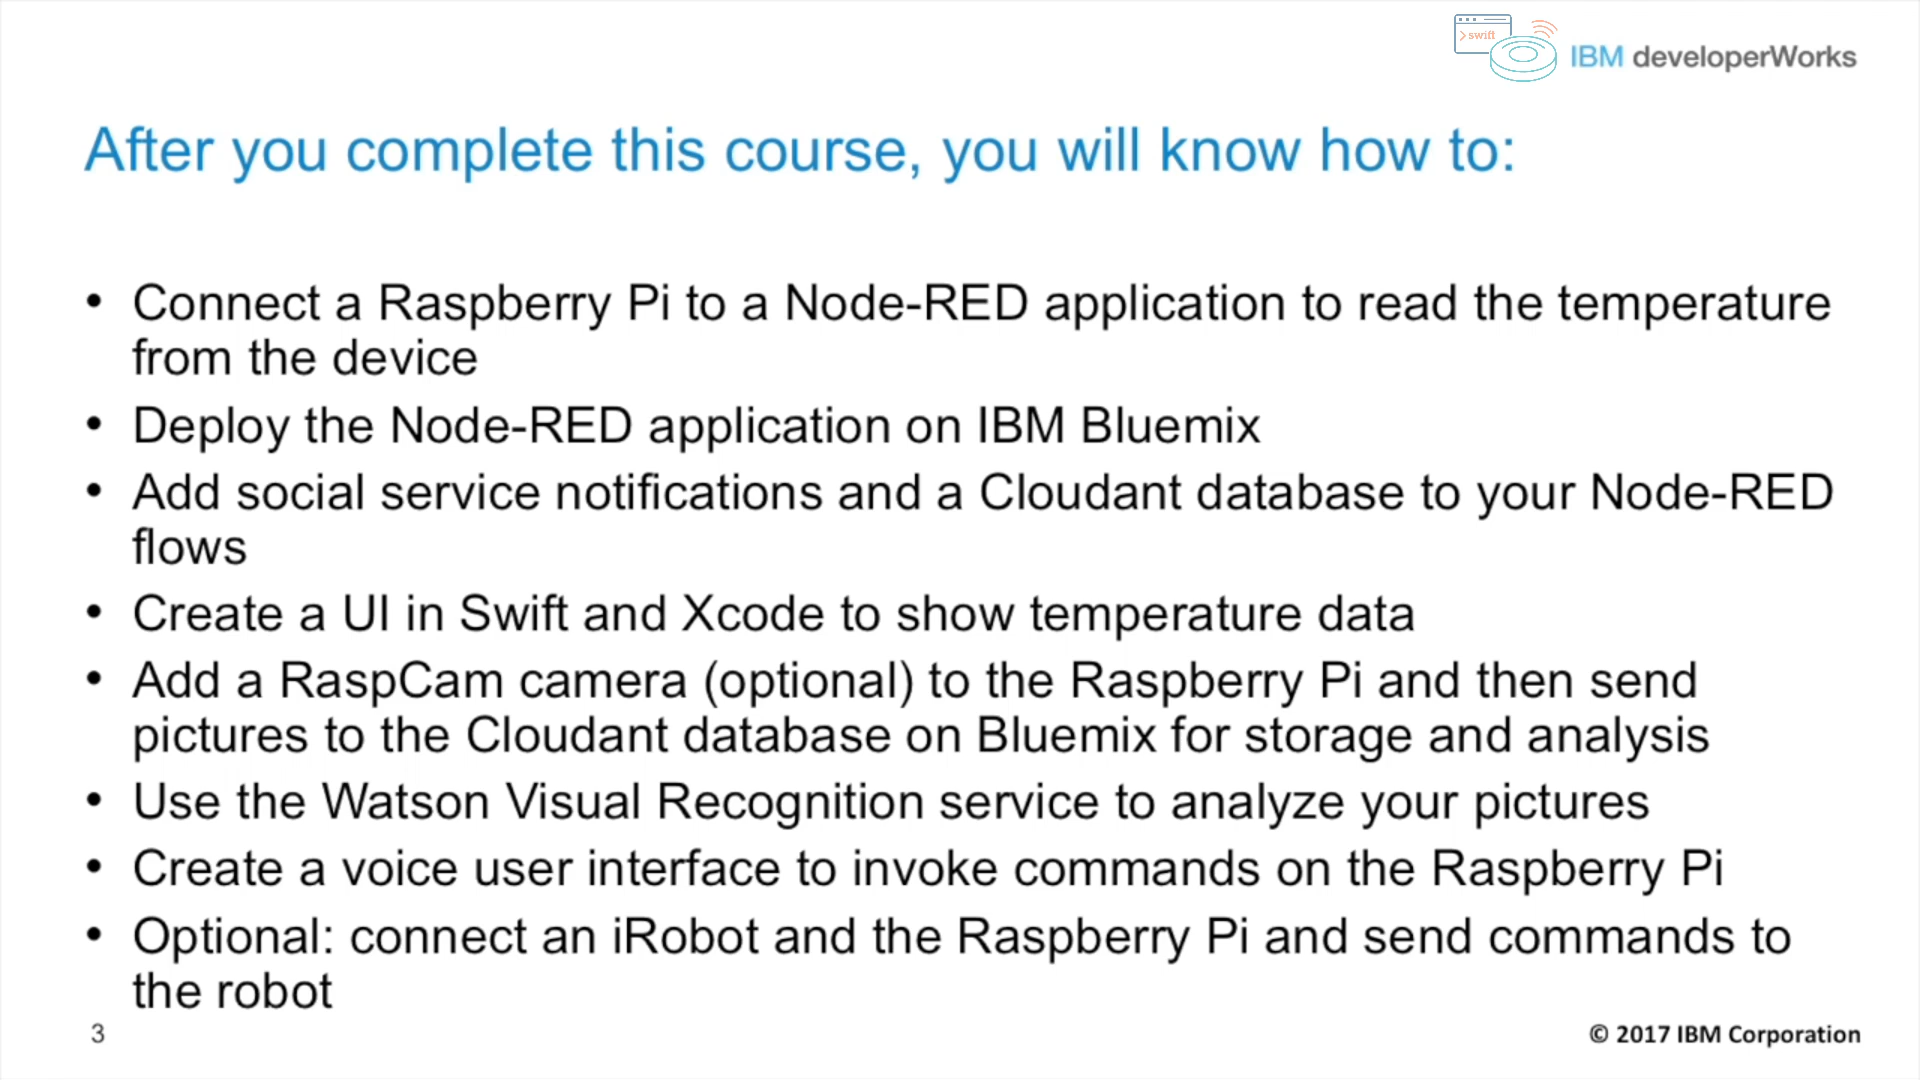 >swift
IBM developerWorks
After you complete this course, you will know how to:
• Connect a Raspberry Pi to a Node-RED application to read the temperature
from the device
• Deploy the Node-RED application on IBM Bluemix
• Add social service notifications and a Cloudant database to your Node-RED
flows
• Create a UI in Swift and Xcode to show temperature data
• Add a RaspCam camera (optional) to the Raspberry Pi and then send
pictures to the Cloudant database on Bluemix for storage and analysis
• Use the Watson Visual Recognition service to analyze your pictures
• Create a voice user interface to invoke commands on the Raspberry Pi
• Optional: connect an iRobot and the Raspberry Pi and send commands to
the robot
3
© 2017 IBM Corporation